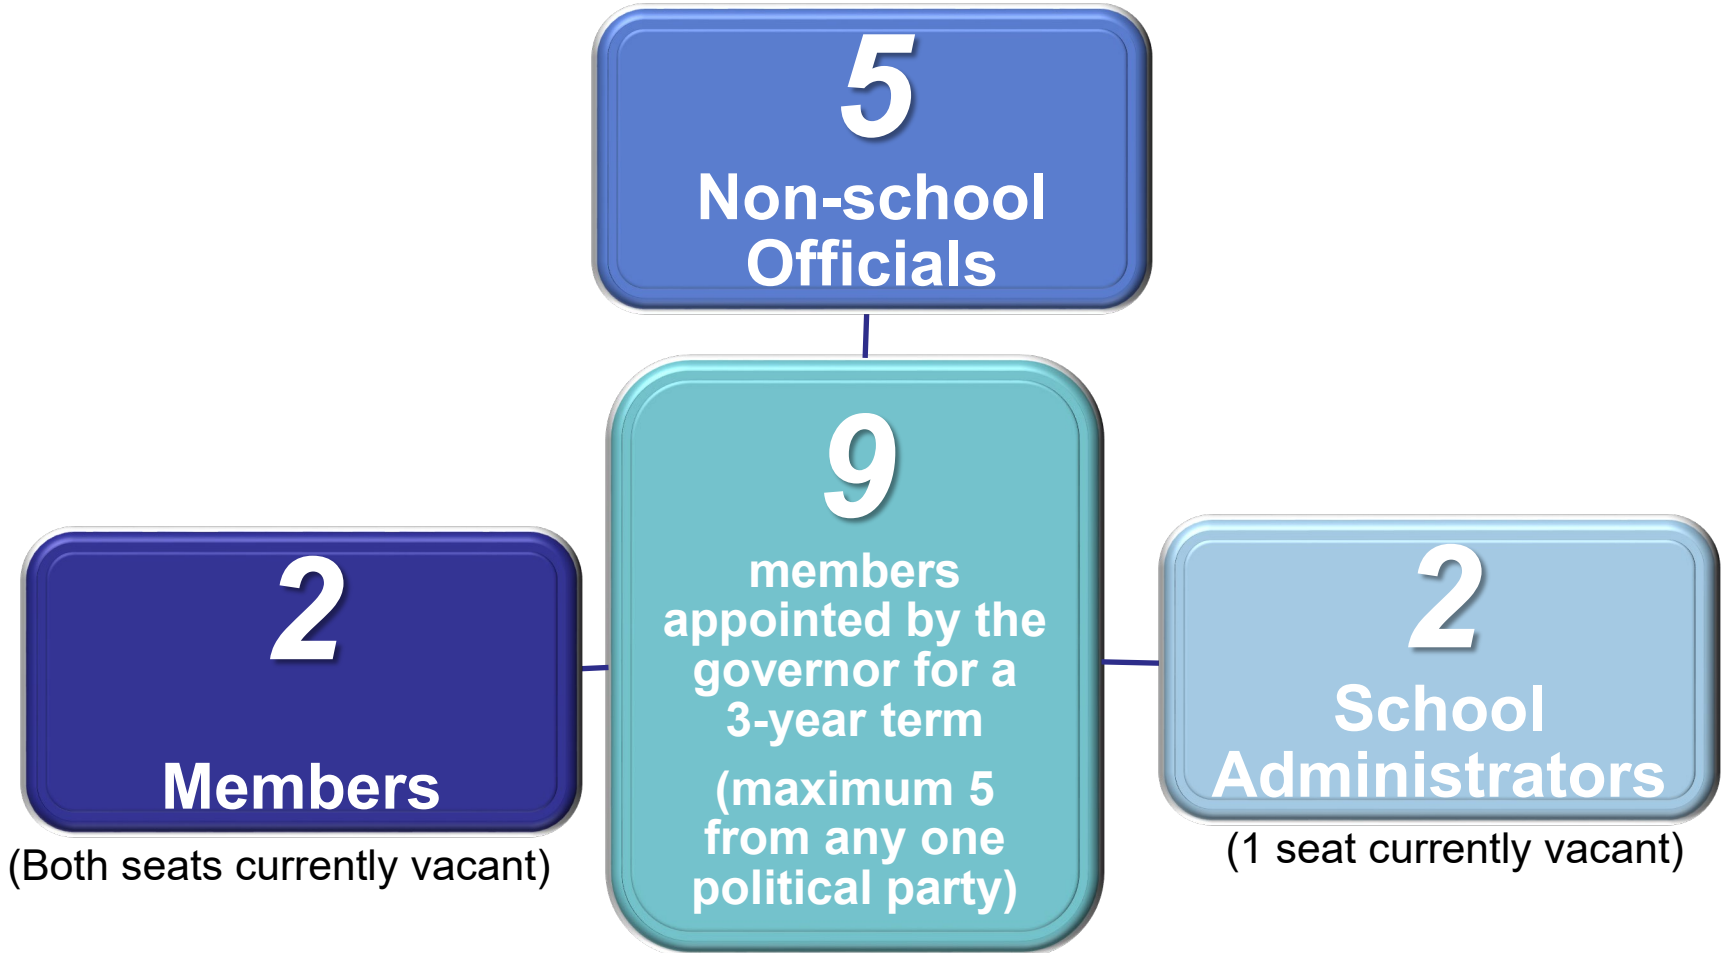 5
Non-school
Officials
9
members
appointed by the
governor for a
3-year term
(maximum 5
from any one
political party)
2
Members
(Both seats currently vacant)
2
School
Administrators
(1 seat currently vacant)